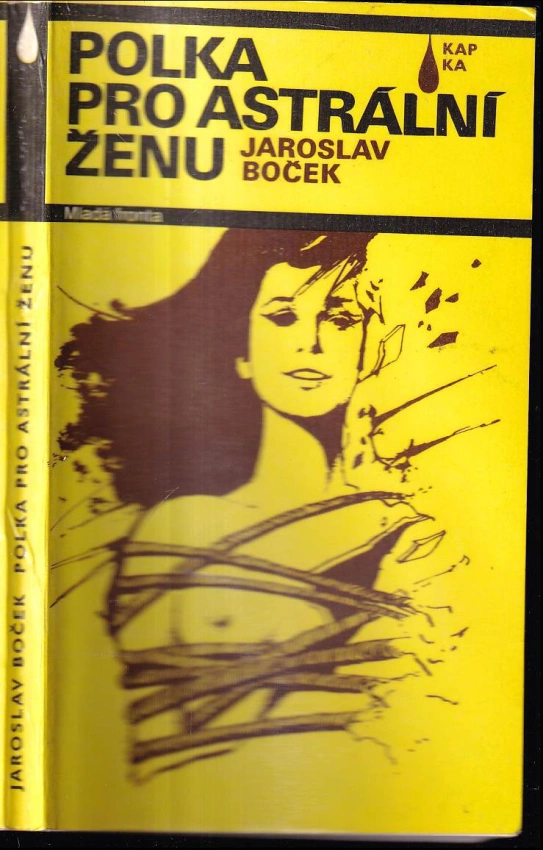 POLKA
PRO ASTRÁLNÍ
ŽENU
JAROSLAV
BOČEK
KAP
KA
Mladá fronta
JAROSLAV BOČEK POLKA PRO ASTRÁLNÍ ŽENU